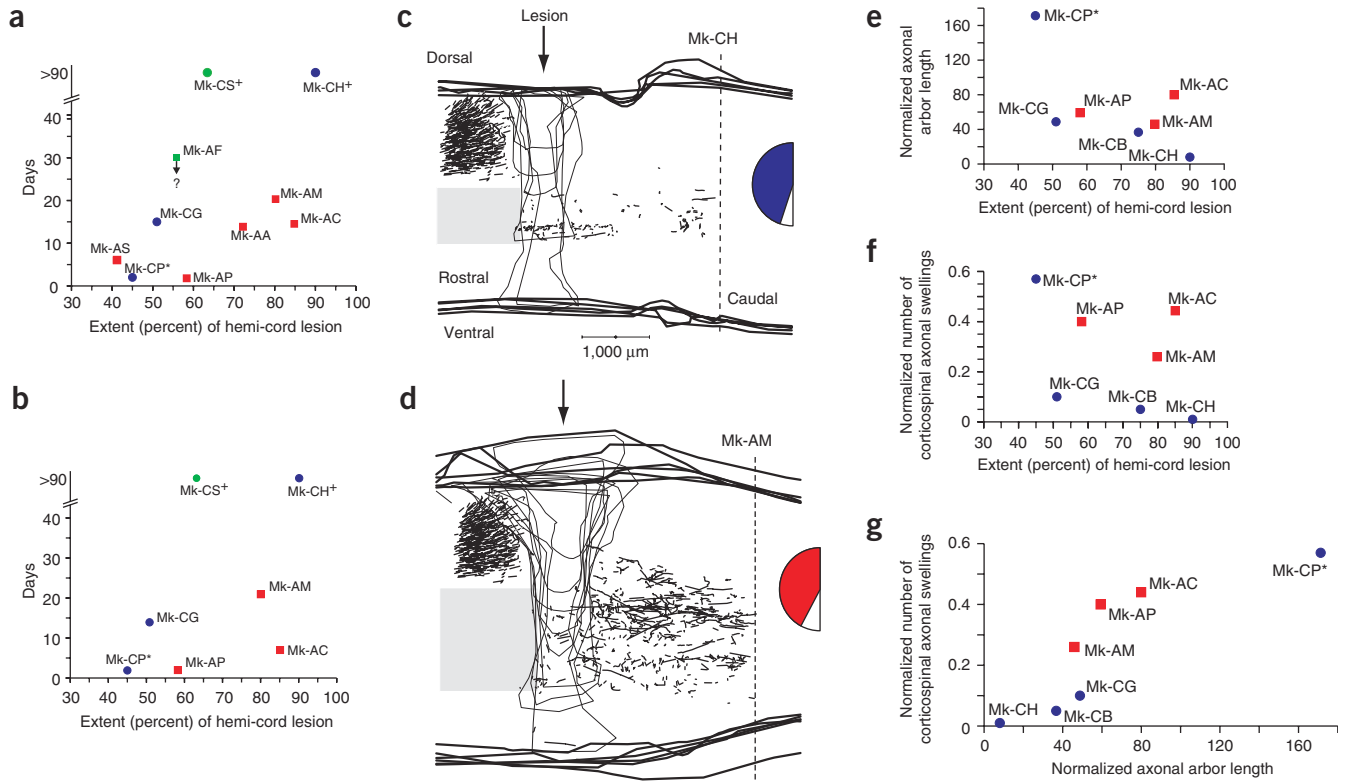 a
>90
40
30
20
10
0
Days
Mk-CS+
Mk-CH+
Mk-AF
?
Mk-AM
Mk-CG
Mk-AC
Mk-AA
Mk-AS
Mk-CP*
Mk-AP
30 40 50 60 70 80 90 100
Extent (percent) of hemi-cord lesion
b
>90
40
30
20
10
0
Days
Mk-CS+
Mk-CH+
Mk-AM
Mk-CG
Mk-CP*
Mk-AP
Mk-AC
30 40 50 60 70 80 90 100
Extent (percent) of hemi-cord lesion
c
Lesion
Mk-CH
Dorsal
Rostral
Caudal
Ventral
1,000 μm
d
Mk-AM
e
160
120
80
40
0
Normalized axonal
arbor length
Mk-CP*
Mk-AC
Mk-CG
Mk-AP
Mk-AM
Mk-CB
Mk-CH
30 40 50 60 70 80 90 100
Extent (percent) of hemi-cord lesion
f
0.6
0.4
0.2
0
Normalized number of
corticospinal axonal swellings
Mk-CP*
Mk-AP
Mk-AC
Mk-AM
Mk-CG
Mk-CB
Mk-CH
30 40 50 60 70 80 90 100
Extent (percent) of hemi-cord lesion
g
0.6
0.4
0.2
0
Normalized number of
corticospinal axonal swellings
Mk-CP*
Mk-AC
Mk-AP
Mk-AM
Mk-CG
Mk-CH
Mk-CB
0 40 80 120 160
Normalized axonal arbor length